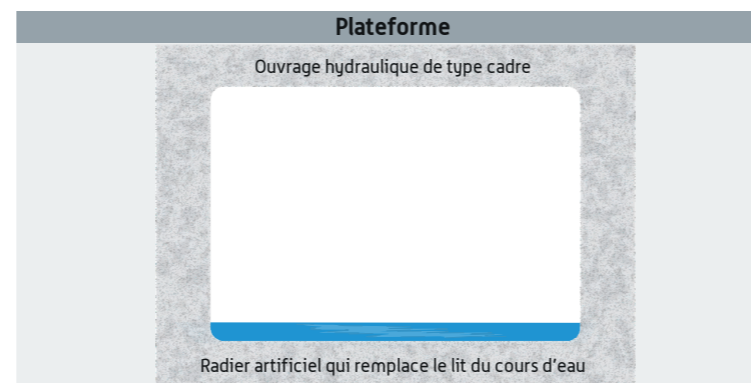 Plateforme
Ouvrage hydraulique de type cadre
Radier artificiel qui remplace le lit du cours d’eau